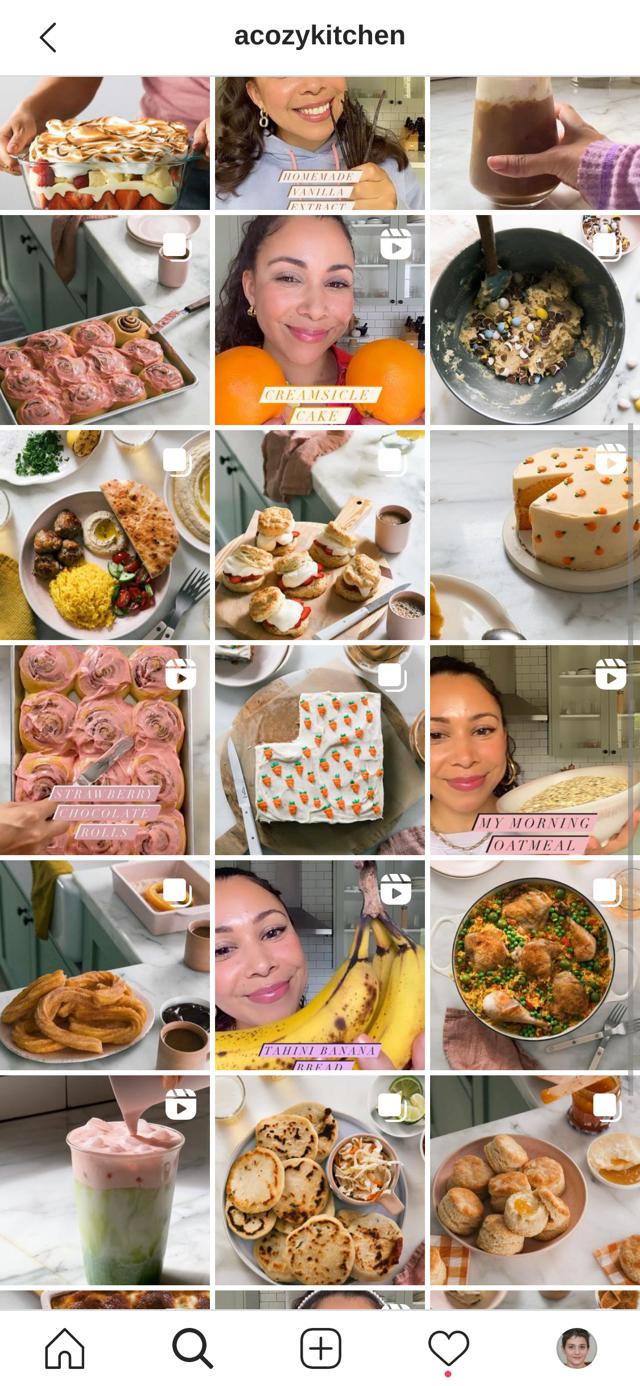 acozykitchen
HOMEMADE
VANILLA
EXTRACT
CREAMSICLE
CAKE
STRAWBERRY
CHOCOLATE
ROLLS
MY MORNING
OATMEAL
TAHINI BANANA
BREAD